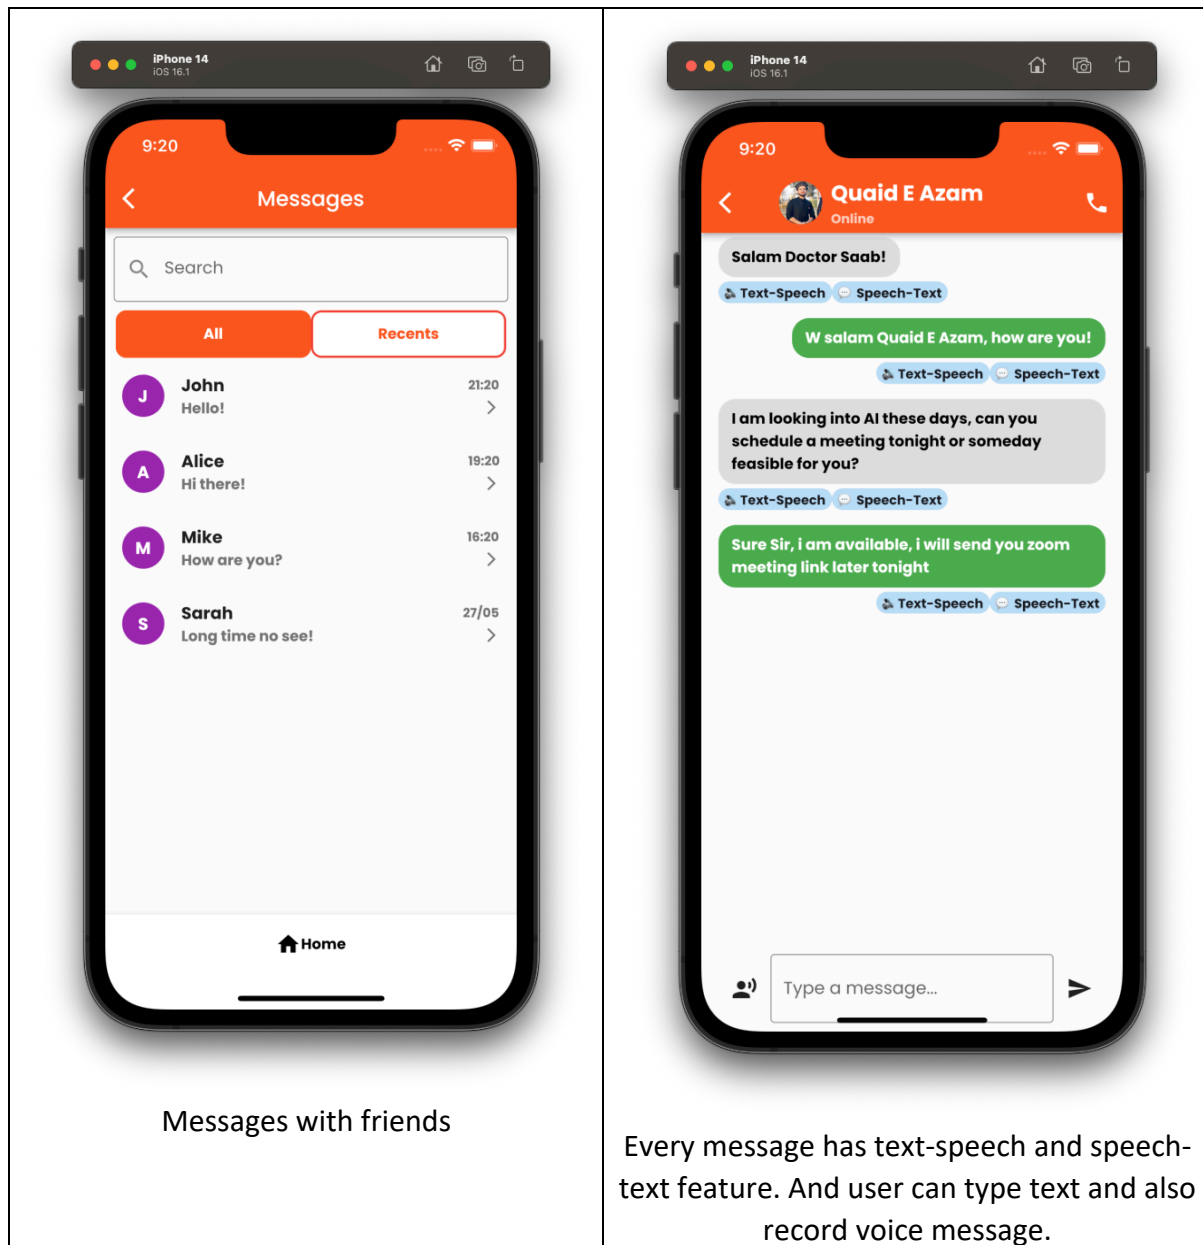 iPhone 14
iOS 16.1
9:20
Messages
Search
All
Recents
J
John
21:20
Hello!
A
Alice
19:20
Hi there!
M
Mike
16:20
How are you?
S
Sarah
27/05
Long time no see!
Home
Messages with friends
iPhone 14
iOS 16.1
9:20
Quaid E Azam
Online
Salam Doctor Saab!
Text-Speech
Speech-Text
W salam Quaid E Azam, how are you!
Text-Speech
Speech-Text
I am looking into AI these days, can you
schedule a meeting tonight or someday
feasible for you?
Text-Speech
Speech-Text
Sure Sir, i am available, i will send you zoom
meeting link later tonight
Text-Speech
Speech-Text
Type a message...
Every message has text-speech and speech-
text feature. And user can type text and also
record voice message.